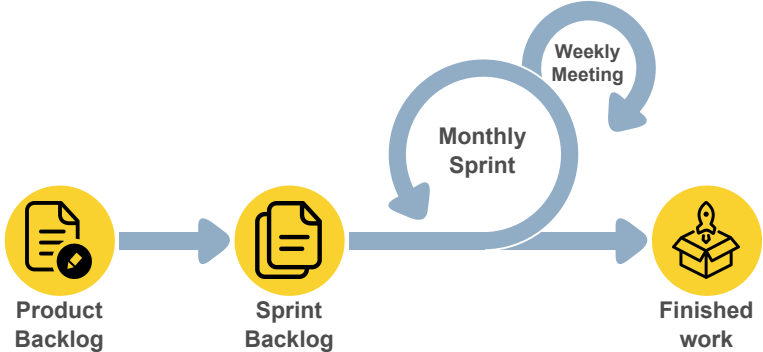 Weekly
Meeting
Monthly
Sprint
Product
Backlog
Sprint
Backlog
Finished
work